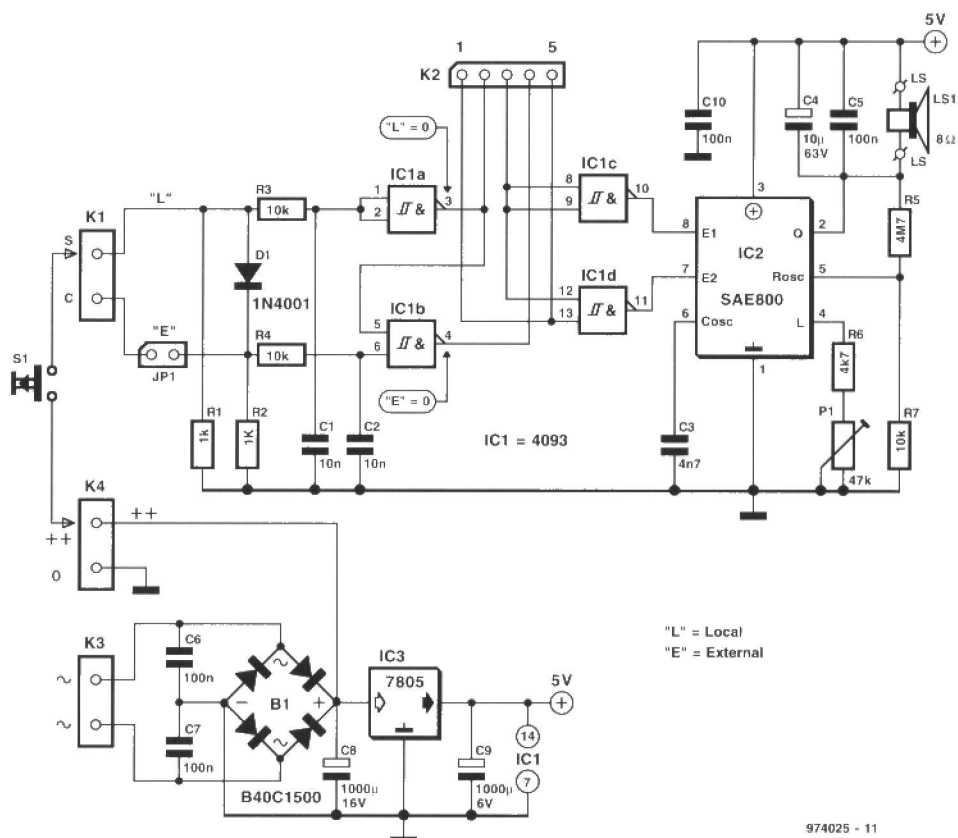 5V
+
1
5
K2
C10
100n
C4
10µ
63V
C5
100n
LS
LS1
8Ω
LS
"L" = 0
IC1a
1
2
&
3
IC1c
8
9
&
10
"L"
R3
10k
K1
S
C
D1
1N4001
3
+
8
E1
IC2
Q
2
R5
4M7
7
E2
Rosc
5
SAE800
6
Cosc
L
4
1
IC1d
12
13
&
11
IC1b
5
6
&
4
"E"
JP1
R4
10k
"E" = 0
S1
R6
4k7
R1
1k
R2
1K
C1
10n
C2
10n
IC1 = 4093
C3
4n7
P1
47k
R7
10k
K4
++
++
0
K3
~
~
C6
100n
C7
100n
~
−
B1
+
~
B40C1500
IC3
7805
C8
1000µ
16V
C9
1000µ
6V
5V
+
14
IC1
7
"L" = Local
"E" = External
974025 - 11